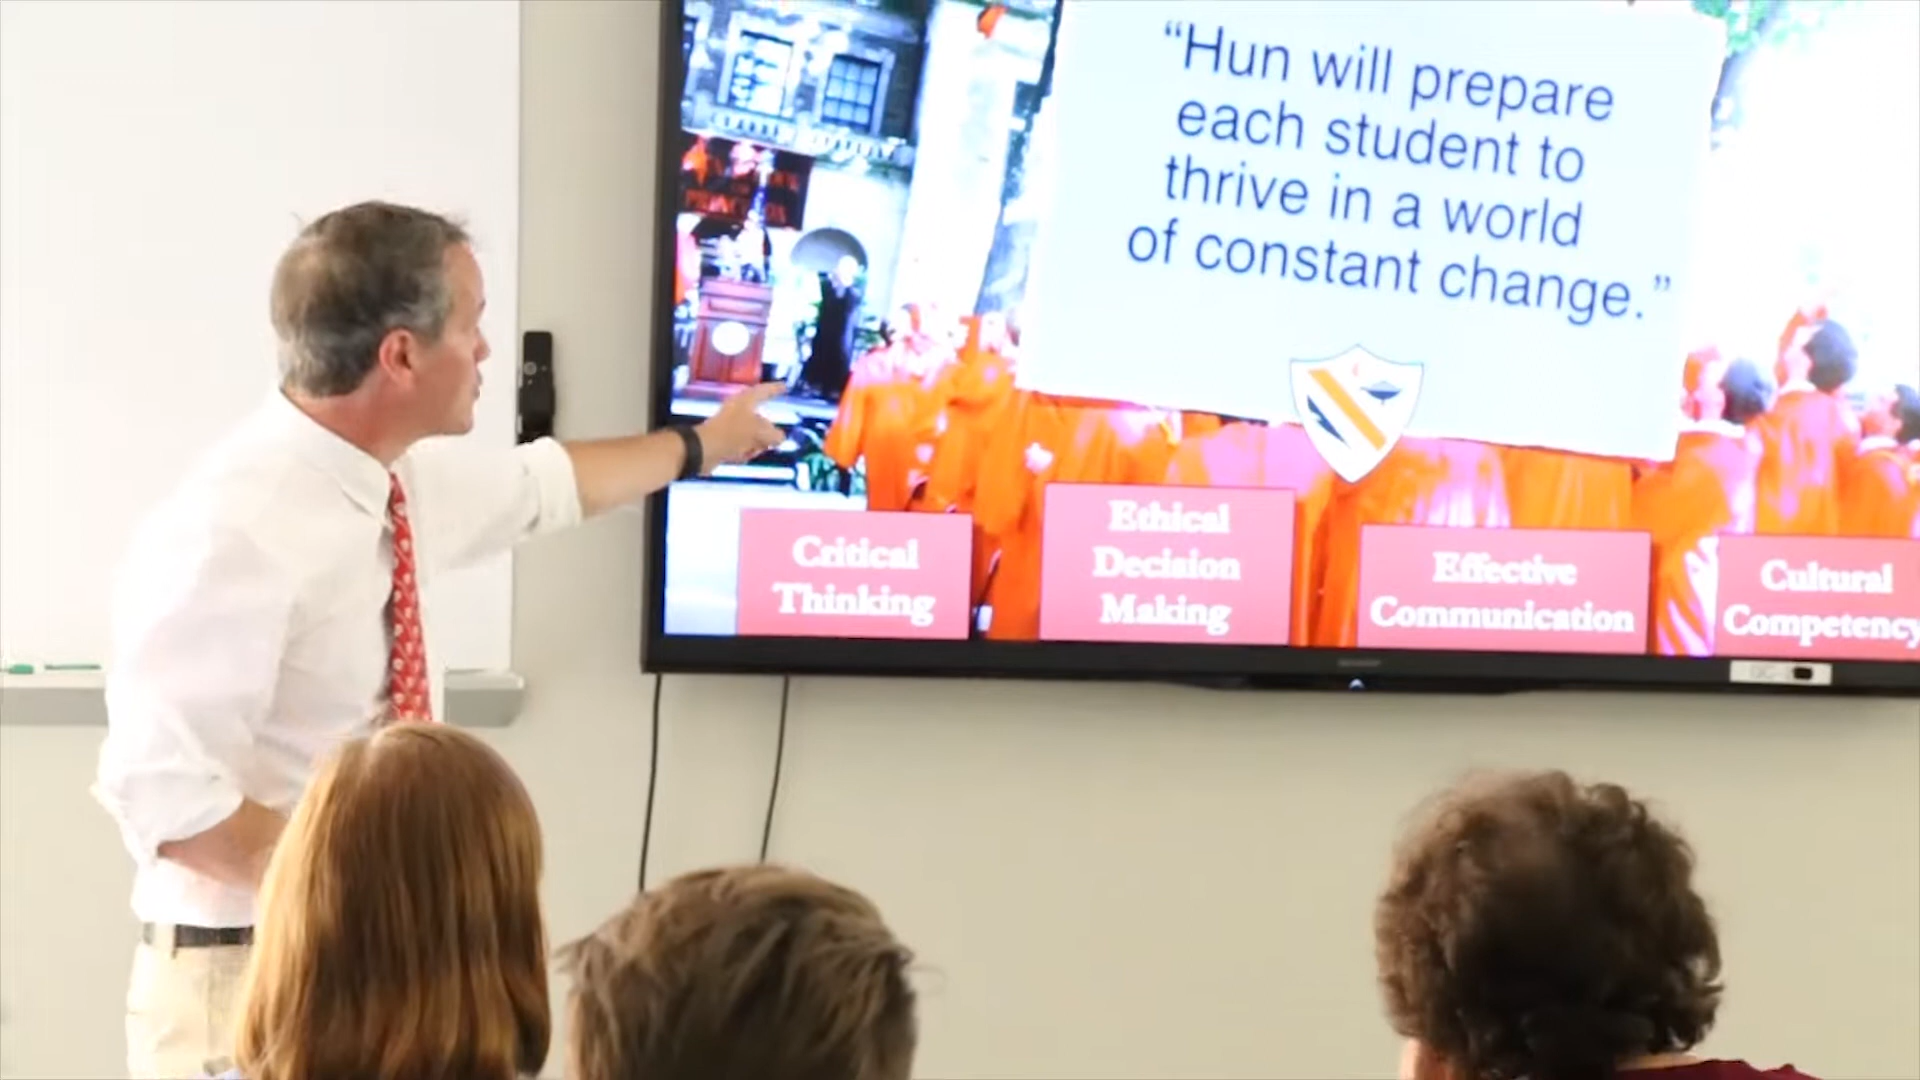 “Hun will prepare
each student to
thrive in a world
of constant change.”
Critical
Thinking
Ethical
Decision
Making
Effective
Communication
Cultural
Competency